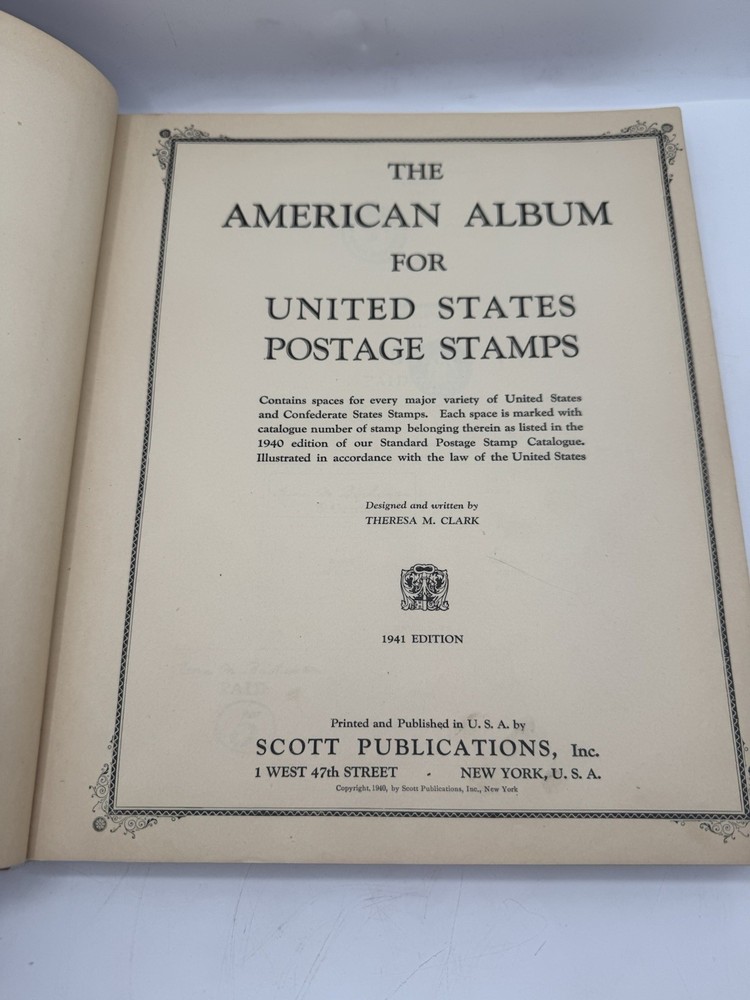 THE
AMERICAN ALBUM
FOR
UNITED STATES
POSTAGE STAMPS
Contains spaces for every major variety of United States
and Confederate States Stamps. Each space is marked with
catalogue number of stamp belonging therein as listed in the
1940 edition of our Standard Postage Stamp Catalogue.
Illustrated in accordance with the law of the United States
Designed and written by
THERESA M. CLARK
1941 EDITION
Printed and Published in U. S. A. by
SCOTT PUBLICATIONS, Inc.
1 WEST 47th STREET - NEW YORK, U. S. A.
Copyright, 1940, by Scott Publications, Inc., New York